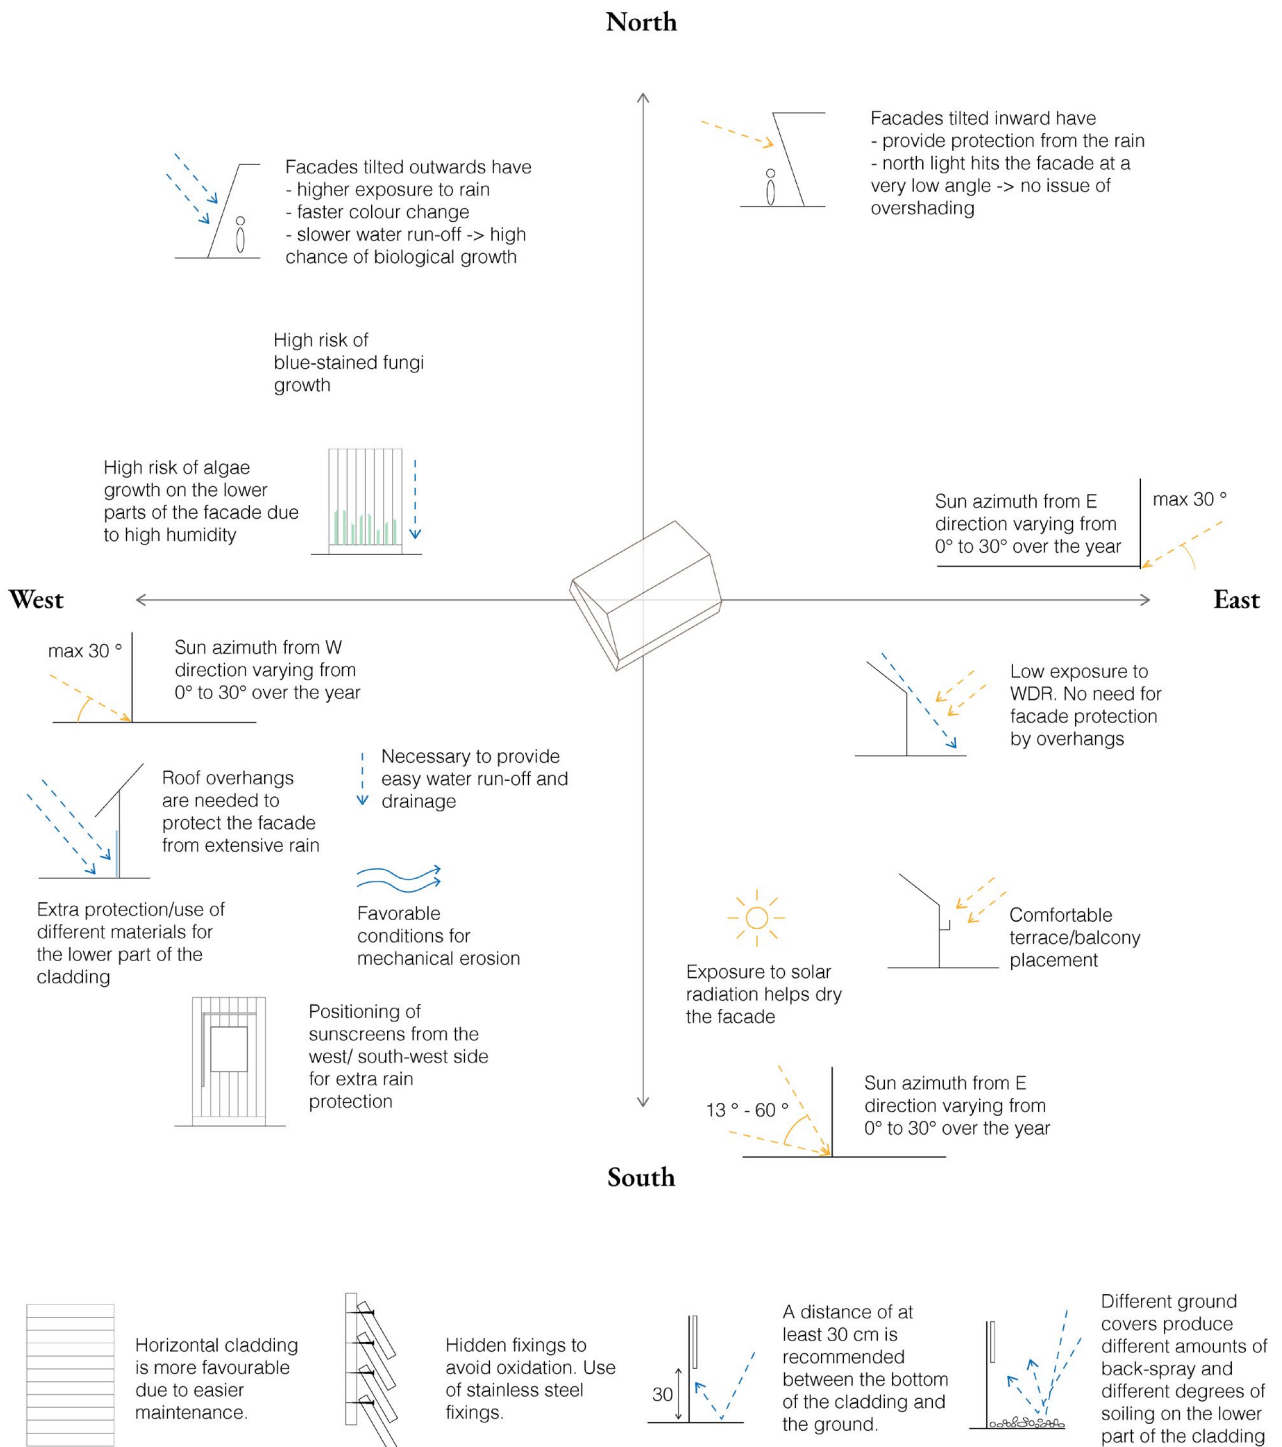 North
Facades tilted inward have
- provide protection from the rain
- north light hits the facade at a
very low angle -> no issue of
overshading
Facades tilted outwards have
- higher exposure to rain
- faster colour change
- slower water run-off -> high
chance of biological growth
High risk of
blue-stained fungi
growth
High risk of algae
growth on the lower
parts of the facade due
to high humidity
Sun azimuth from E
direction varying from
0° to 30° over the year
max 30 °
West
East
max 30 °
Sun azimuth from W
direction varying from
0° to 30° over the year
Low exposure to
WDR. No need for
facade protection
by overhangs
Necessary to provide
easy water run-off and
drainage
Roof overhangs
are needed to
protect the facade
from extensive rain
Extra protection/use of
different materials for
the lower part of the
cladding
Favorable
conditions for
mechanical erosion
Comfortable
terrace/balcony
placement
Exposure to solar
radiation helps dry
the facade
Positioning of
sunscreens from the
west/ south-west side
for extra rain
protection
13 ° - 60 °
Sun azimuth from E
direction varying from
0° to 30° over the year
South
Horizontal cladding
is more favourable
due to easier
maintenance.
Hidden fixings to
avoid oxidation. Use
of stainless steel
fixings.
30
A distance of at
least 30 cm is
recommended
between the bottom
of the cladding and
the ground.
Different ground
covers produce
different amounts of
back-spray and
different degrees of
soiling on the lower
part of the cladding